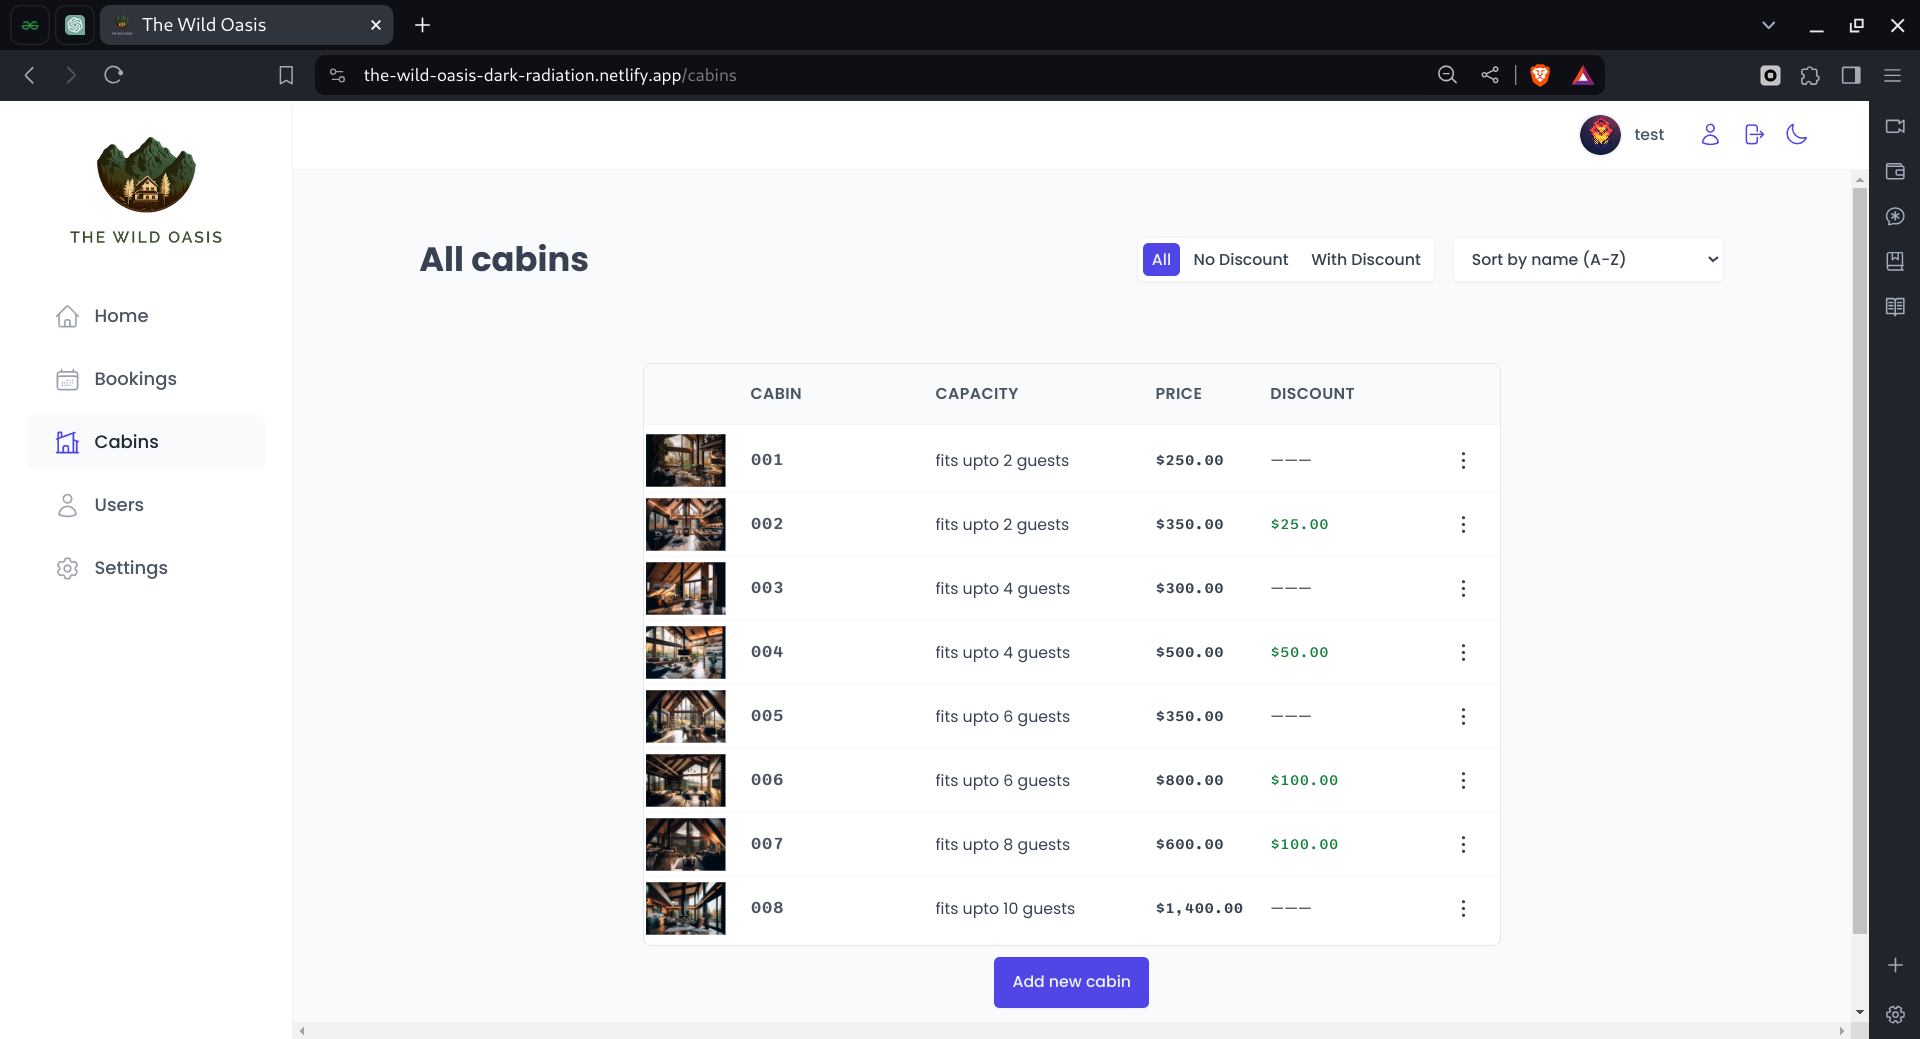 The Wild Oasis
the-wild-oasis-dark-radiation.netlify.app/cabins
THE WILD OASIS
test
Home
Bookings
Cabins
Users
Settings
All cabins
All No Discount With Discount Sort by name (A-Z)
CABIN CAPACITY PRICE DISCOUNT
001 fits upto 2 guests $250.00 ———
002 fits upto 2 guests $350.00 $25.00
003 fits upto 4 guests $300.00 ———
004 fits upto 4 guests $500.00 $50.00
005 fits upto 6 guests $350.00 ———
006 fits upto 6 guests $800.00 $100.00
007 fits upto 8 guests $600.00 $100.00
008 fits upto 10 guests $1,400.00 ———
Add new cabin